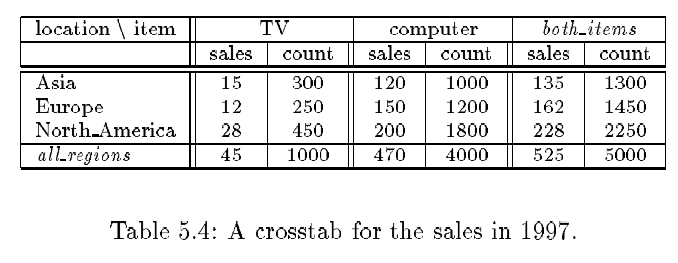 location \ item TV computer both_items
sales count sales count sales count
Asia 15 300 120 1000 135 1300
Europe 12 250 150 1200 162 1450
North_America 28 450 200 1800 228 2250
all_regions 45 1000 470 4000 525 5000
Table 5.4: A crosstab for the sales in 1997.